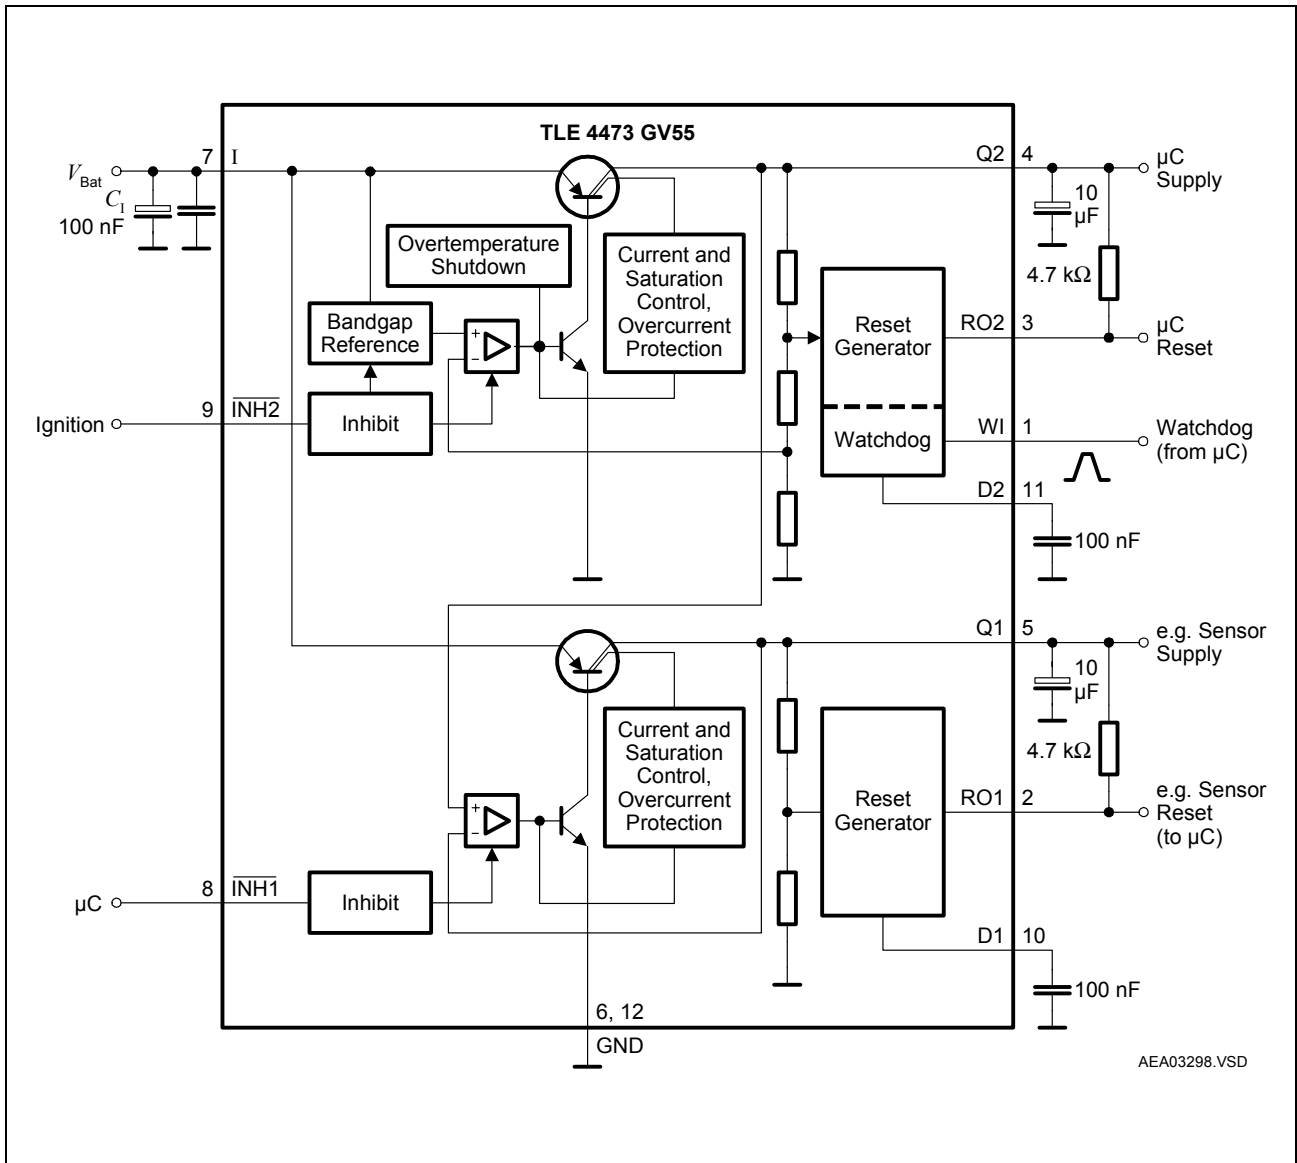 TLE 4473 GV55
V Bat
C I
100 nF
7 I
Q2 4
10
µF
µC
Supply
4.7 kΩ
Overtemperature
Shutdown
Current and
Saturation
Control,
Overcurrent
Protection
Bandgap
Reference
+
−
Reset
Generator
RO2 3
µC
Reset
Ignition
9 INH2
Inhibit
Watchdog
WI 1
Watchdog
(from µC)
D2 11
100 nF
Q1 5
e.g. Sensor
Supply
10
µF
4.7 kΩ
Current and
Saturation
Control,
Overcurrent
Protection
+
−
Reset
Generator
RO1 2
e.g. Sensor
Reset
(to µC)
µC
8 INH1
Inhibit
D1 10
100 nF
6, 12
GND
AEA03298.VSD